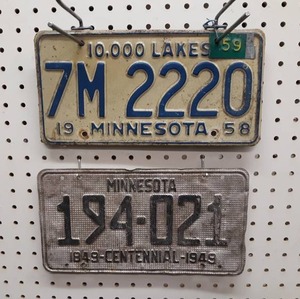 10,000 LAKES 59
7M 2220
19 MINNESOTA 58
MINNESOTA
194-021
1849-CENTENNIAL-1949